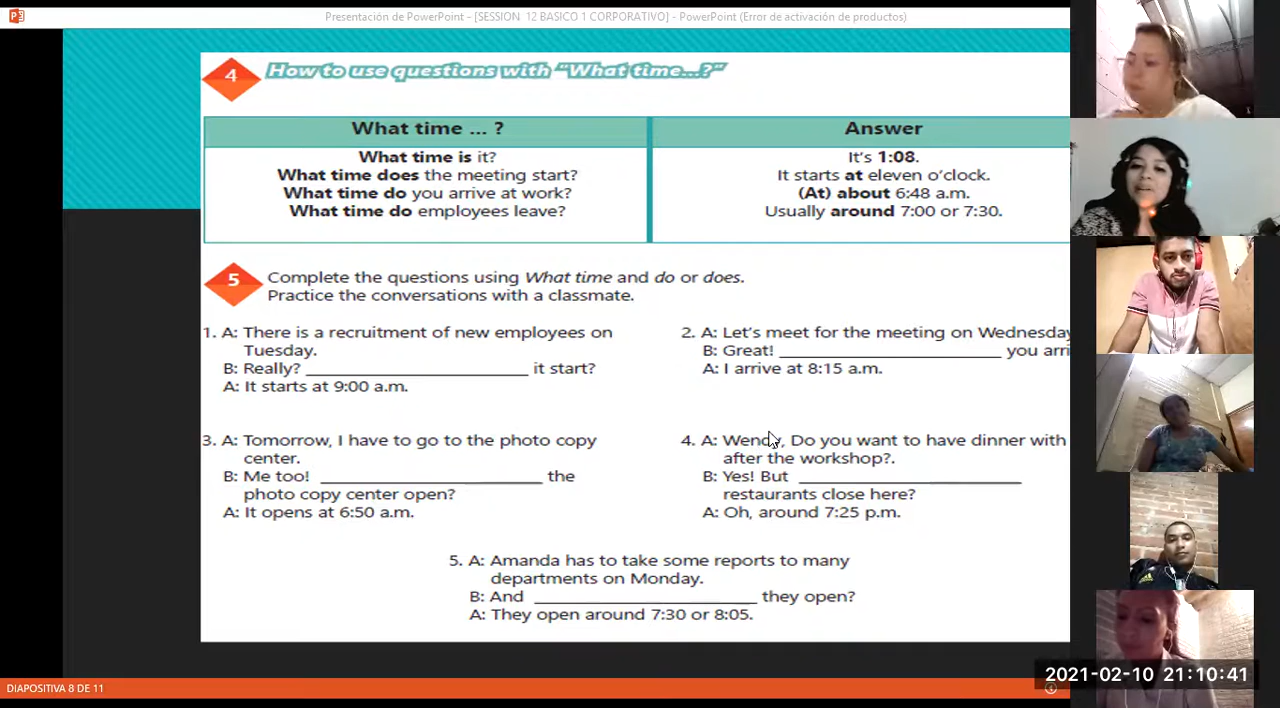 Presentación de PowerPoint - [SESSION 12 BASICO 1 CORPORATIVO] - PowerPoint (Error de activación de productos)
4
How to use questions with "What time...?"
What time ... ?
Answer
What time is it?
It's 1:08.
What time does the meeting start?
It starts at eleven o'clock.
What time do you arrive at work?
(At) about 6:48 a.m.
What time do employees leave?
Usually around 7:00 or 7:30.
5
Complete the questions using What time and do or does.
Practice the conversations with a classmate.
1. A: There is a recruitment of new employees on
Tuesday.
B: Really? ____________________ it start?
A: It starts at 9:00 a.m.
2. A: Let's meet for the meeting on Wednesday
B: Great! ____________________ you arri
A: I arrive at 8:15 a.m.
3. A: Tomorrow, I have to go to the photo copy
center.
B: Me too! ____________________ the
photo copy center open?
A: It opens at 6:50 a.m.
4. A: Wendy, Do you want to have dinner with
after the workshop?.
B: Yes! But ____________________
restaurants close here?
A: Oh, around 7:25 p.m.
5. A: Amanda has to take some reports to many
departments on Monday.
B: And ____________________ they open?
A: They open around 7:30 or 8:05.
DIAPOSITIVA 8 DE 11
2021-02-10 21:10:41